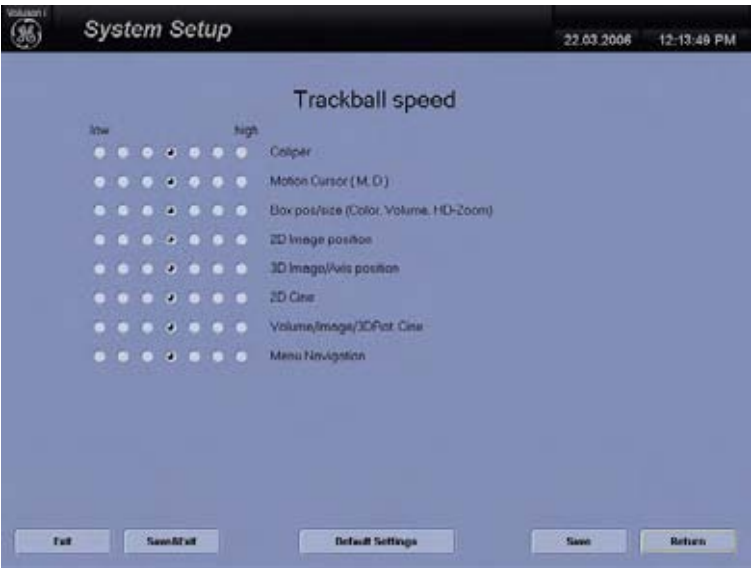 Voluson i
System Setup
22.03.2006 12:13:49 PM
Trackball speed
low high
Caliper
Motion Cursor ( M, D )
Box pos/size (Color, Volume, HD-Zoom)
2D Image position
3D Image/Axis position
2D Cine
Volume/Image/3DRot. Cine
Menu Navigation
Exit Save&Exit Default Settings Save Return